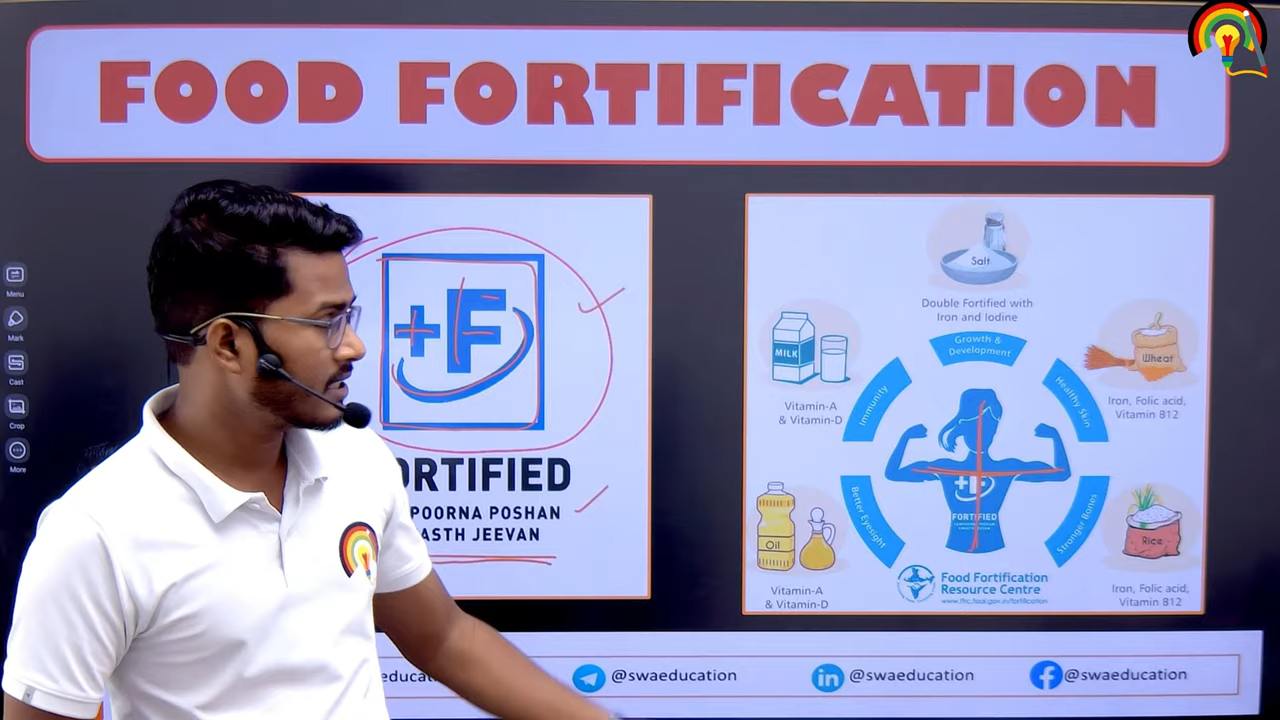 FOOD FORTIFICATION
Menu
Mark
Cast
Crop
More
+F
ORTIFIED
POORNA POSHAN
ASTH JEEVAN
Salt
Double Fortified with
Iron and Iodine
MILK
Vitamin-A
& Vitamin-D
Growth &
Development
Immunity
Healthy Skin
Wheat
Iron, Folic acid,
Vitamin B12
Better Eyesight
Stronger Bones
+F
FORTIFIED
Oil
Vitamin-A
& Vitamin-D
Rice
Iron, Folic acid,
Vitamin B12
Food Fortification
Resource Centre
@swaeducation
@swaeducation
@swaeducation